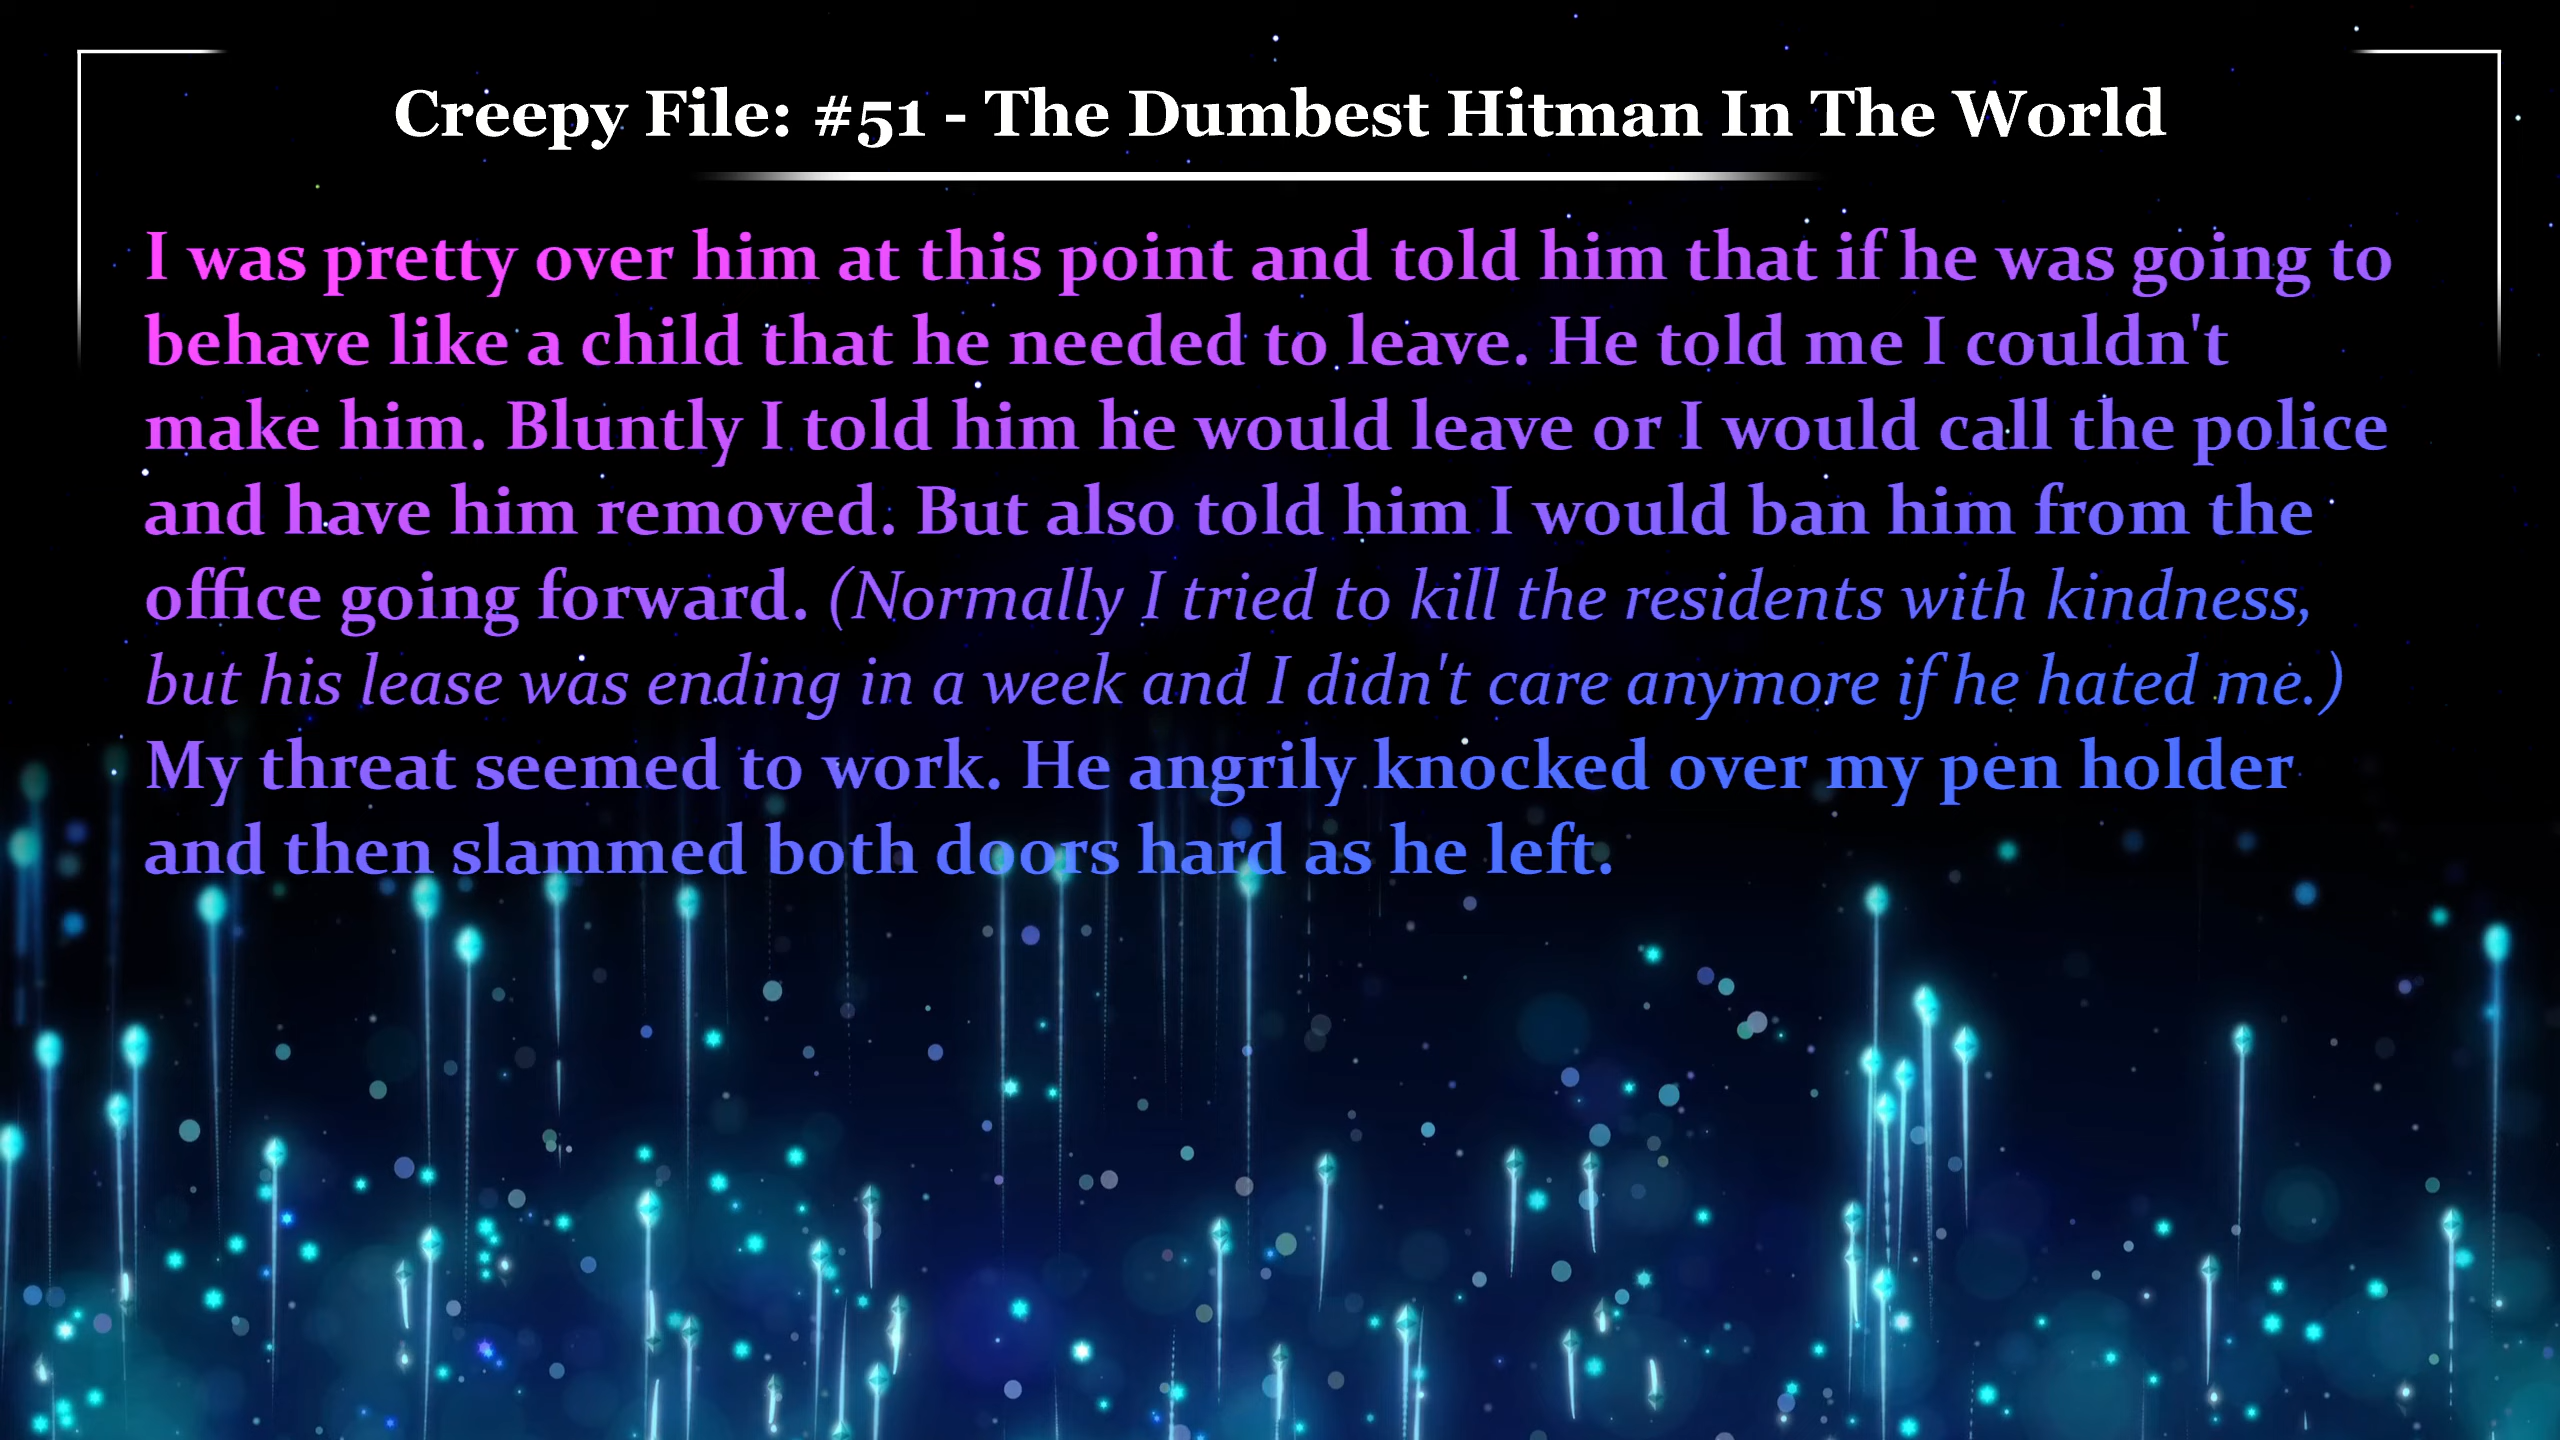 Creepy File: #51 - The Dumbest Hitman In The World
I was pretty over him at this point and told him that if he was going to
behave like a child that he needed to leave. He told me I couldn't
make him. Bluntly I told him he would leave or I would call the police
and have him removed. But also told him I would ban him from the
office going forward. (Normally I tried to kill the residents with kindness,
but his lease was ending in a week and I didn't care anymore if he hated me.)
My threat seemed to work. He angrily knocked over my pen holder
and then slammed both doors hard as he left.